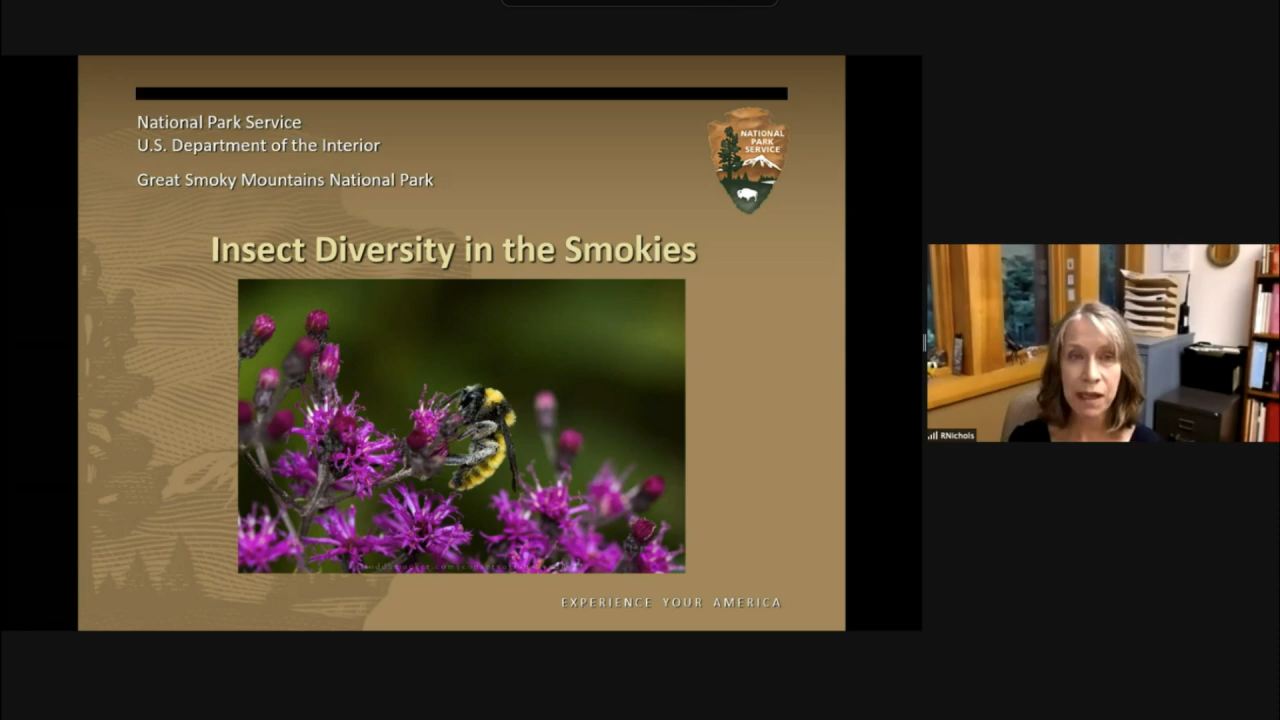 National Park Service
U.S. Department of the Interior
Great Smoky Mountains National Park
NATIONAL
PARK
SERVICE
Insect Diversity in the Smokies
EXPERIENCE YOUR AMERICA
RNichols